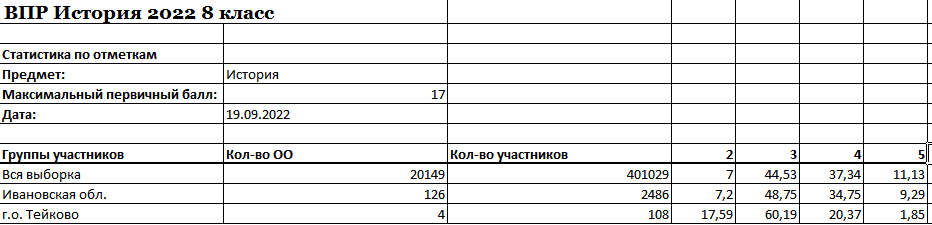 ВПР История 2022 8 класс
Статистика по отметкам
Предмет: История
Максимальный первичный балл: 17
Дата: 19.09.2022
Группы участников Кол-во ОО Кол-во участников 2 3 4 5
Вся выборка 20149 401029 7 44,53 37,34 11,13
Ивановская обл. 126 2486 7,2 48,75 34,75 9,29
г.о. Тейково 4 108 17,59 60,19 20,37 1,85